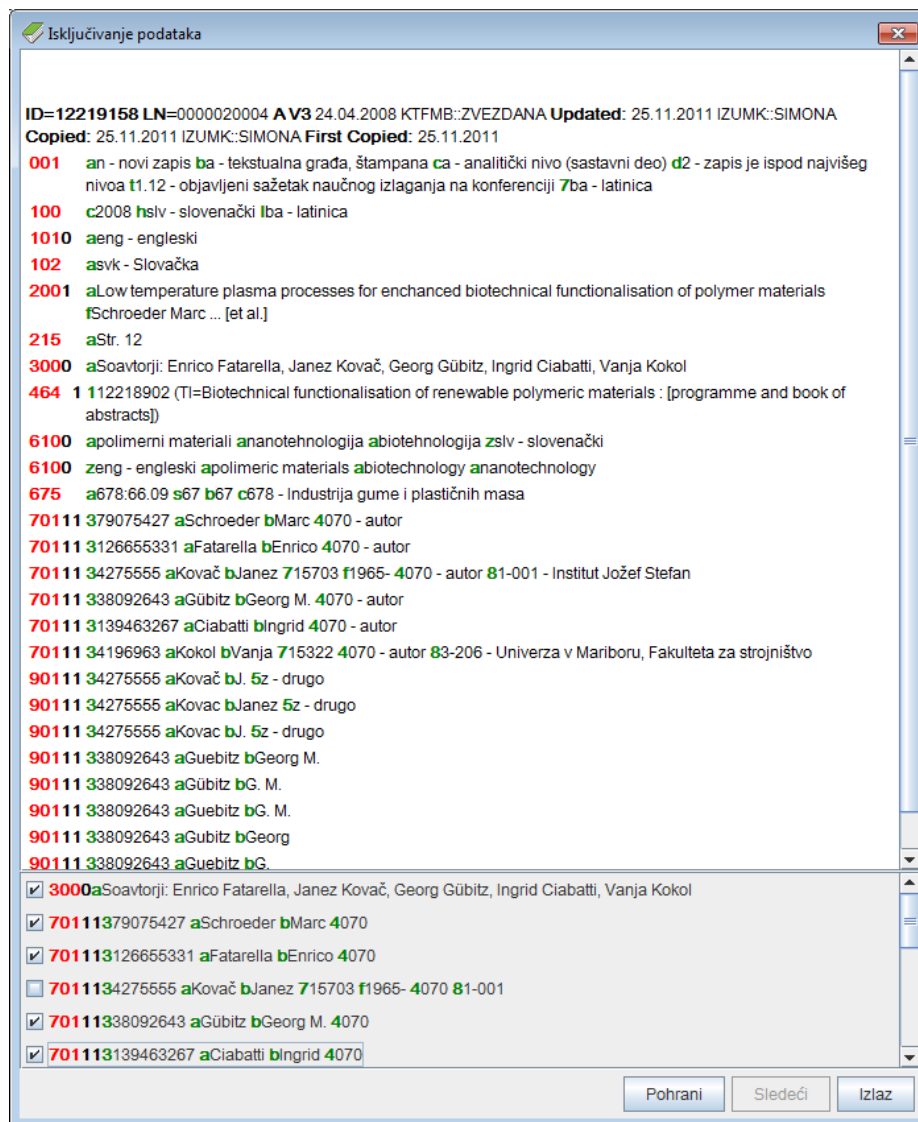 Isključivanje podataka
ID=12219158 LN=0000020004 A V3 24.04.2008 KTFMB::ZVEZDANA Updated: 25.11.2011 IZUMK::SIMONA
Copied: 25.11.2011 IZUMK::SIMONA First Copied: 25.11.2011
001 an - novi zapis ba - tekstualna građa, štampana ca - analitički nivo (sastavni deo) d2 - zapis je ispod najvišeg
nivoa t1.12 - objavljeni sažetak naučnog izlaganja na konferenciji 7ba - latinica
100 c2008 hslv - slovenački lba - latinica
1010 aeng - engleski
102 asvk - Slovačka
2001 aLow temperature plasma processes for enchanced biotechnical functionalisation of polymer materials
fSchroeder Marc ... [et al.]
215 aStr. 12
3000 aSoavtorji: Enrico Fatarella, Janez Kovač, Georg Gübitz, Ingrid Ciabatti, Vanja Kokol
464 1 112218902 (TI=Biotechnical functionalisation of renewable polymeric materials : [programme and book of
abstracts])
6100 apolimerni materiali ananotehnologija abiotehnologija zslv - slovenački
6100 zeng - engleski apolimeric materials abiotechnology ananotechnology
675 a678:66.09 s67 b67 c678 - Industrija gume i plastičnih masa
70111 379075427 aSchroeder bMarc 4070 - autor
70111 3126655331 aFatarella bEnrico 4070 - autor
70111 34275555 aKovač bJanez 715703 f1965- 4070 - autor 81-001 - Institut Jožef Stefan
70111 338092643 aGübitz bGeorg M. 4070 - autor
70111 3139463267 aCiabatti bIngrid 4070 - autor
70111 34196963 aKokol bVanja 715322 4070 - autor 83-206 - Univerza v Mariboru, Fakulteta za strojništvo
90111 34275555 aKovač bJ. 5z - drugo
90111 34275555 aKovac bJanez 5z - drugo
90111 34275555 aKovac bJ. 5z - drugo
90111 338092643 aGuebitz bGeorg M.
90111 338092643 aGübitz bG. M.
90111 338092643 aGuebitz bG. M.
90111 338092643 aGubitz bGeorg
90111 338092643 aGuebitz bG.
3000aSoavtorji: Enrico Fatarella, Janez Kovač, Georg Gübitz, Ingrid Ciabatti, Vanja Kokol
70111379075427 aSchroeder bMarc 4070
701113126655331 aFatarella bEnrico 4070
7011134275555 aKovač bJanez 715703 f1965- 4070 81-001
70111338092643 aGübitz bGeorg M. 4070
701113139463267 aCiabatti bIngrid 4070
Pohrani Sledeći Izlaz